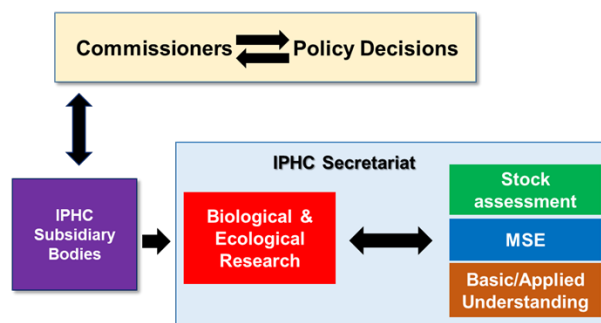 Commissioners Policy Decisions
IPHC Secretariat
IPHC
Subsidiary
Bodies
Biological &
Ecological
Research
Stock
assessment
MSE
Basic/Applied
Understanding